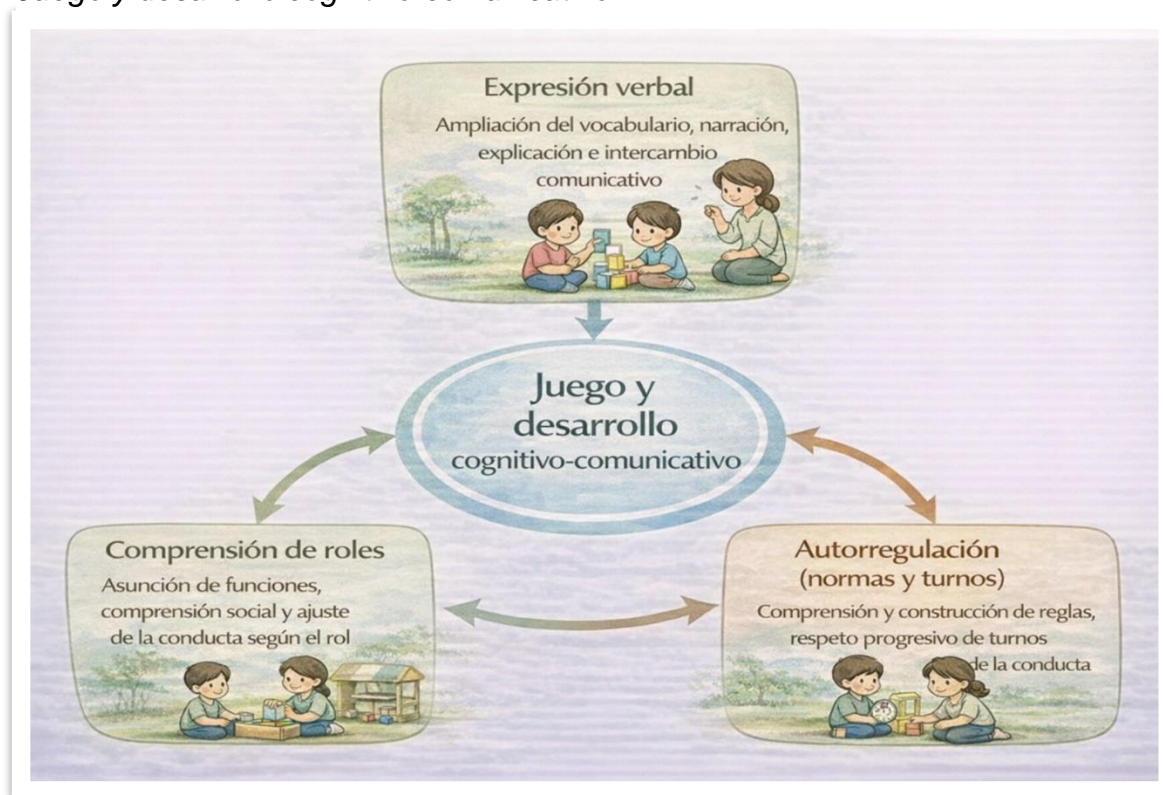 Expresión verbal
Ampliación del vocabulario, narración,
explicación e intercambio
comunicativo
Juego y
desarrollo
cognitivo-comunicativo
Comprensión de roles
Asunción de funciones,
comprensión social y ajuste
de la conducta según el rol
Autorregulación
(normas y turnos)
Comprensión y construcción de reglas,
respeto progresivo de turnos
de la conducta